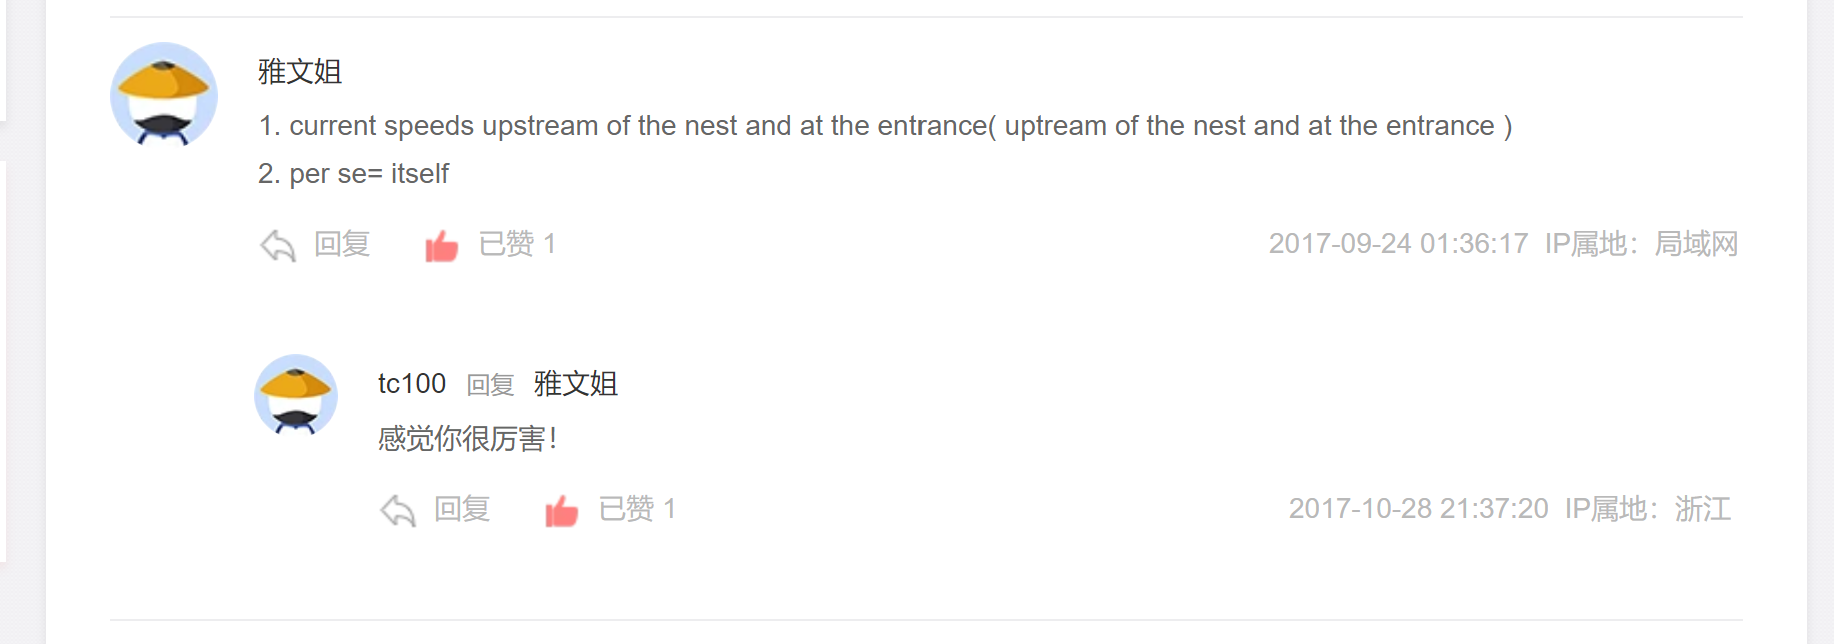 雅文姐
1. current speeds upstream of the nest and at the entrance( uptream of the nest and at the entrance )
2. per se= itself
回复 已赞 1 2017-09-24 01:36:17 IP属地：局域网
tc100 回复 雅文姐
感觉你很厉害！
回复 已赞 1 2017-10-28 21:37:20 IP属地：浙江